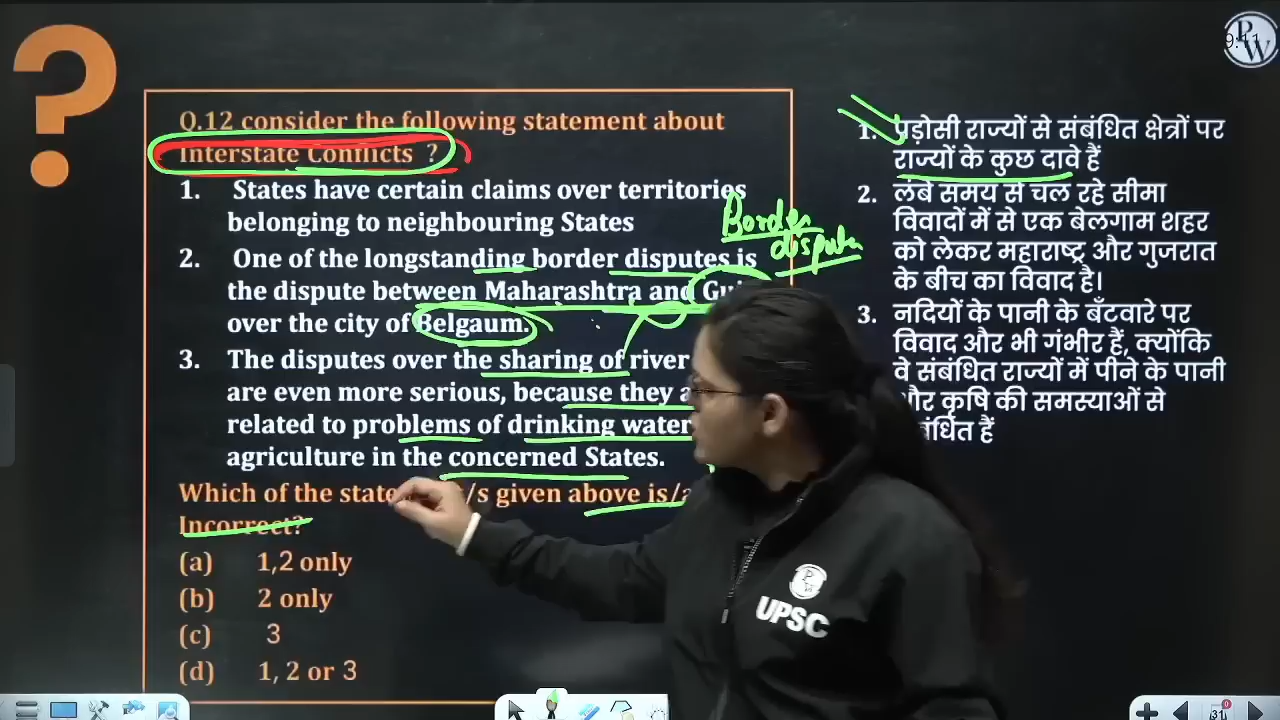 ?
PW
Q.12 consider the following statement about
Interstate Conflicts ?
1. States have certain claims over territories
belonging to neighbouring States
2. One of the longstanding border disputes is
the dispute between Maharashtra and
over the city of Belgaum.
3. The disputes over the sharing of river
are even more serious, because they
related to problems of drinking water
agriculture in the concerned States.
Which of the given above is/
Incorrect?
(a) 1,2 only
(b) 2 only
(c) 3
(d) 1, 2 or 3
Border
dispute
1. पड़ोसी राज्यों से संबंधित क्षेत्रों पर
राज्यों के कुछ दावे हैं
2. लंबे समय से चल रहे सीमा
विवादों में से एक बेलगाम शहर
को लेकर महाराष्ट्र और गुजरात
के बीच का विवाद है।
3. नदियों के पानी के बँटवारे पर
विवाद और भी गंभीर हैं, क्योंकि
वे संबंधित राज्यों में पीने के पानी
और कृषि की समस्याओं से
हैं
PW
UPSC
31